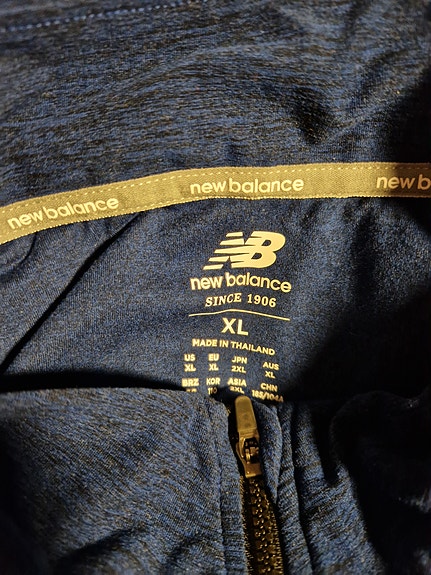 new balance
new balance
new b
NB
new balance
SINCE 1906
XL
MADE IN THAILAND
US EU JPN AUS
XL XL 2XL XL
BRZ KOR ASIA CHN